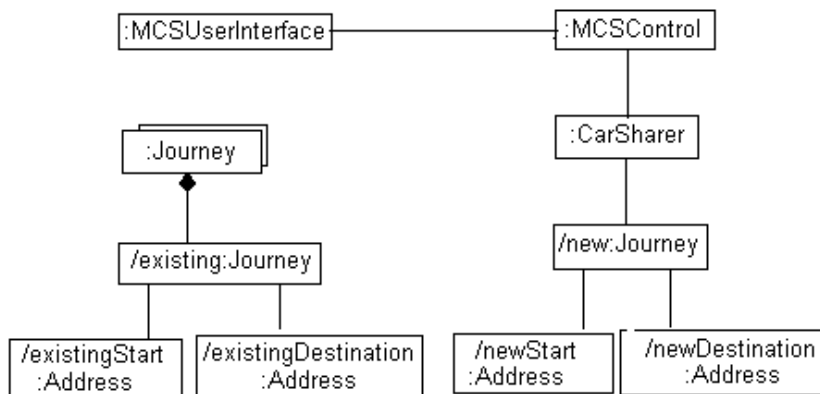 :MCSUserInterface
:MCSControl
:Journey
:CarSharer
/existing:Journey
/new:Journey
/existingStart
:Address
/existingDestination
:Address
/newStart
:Address
/newDestination
:Address